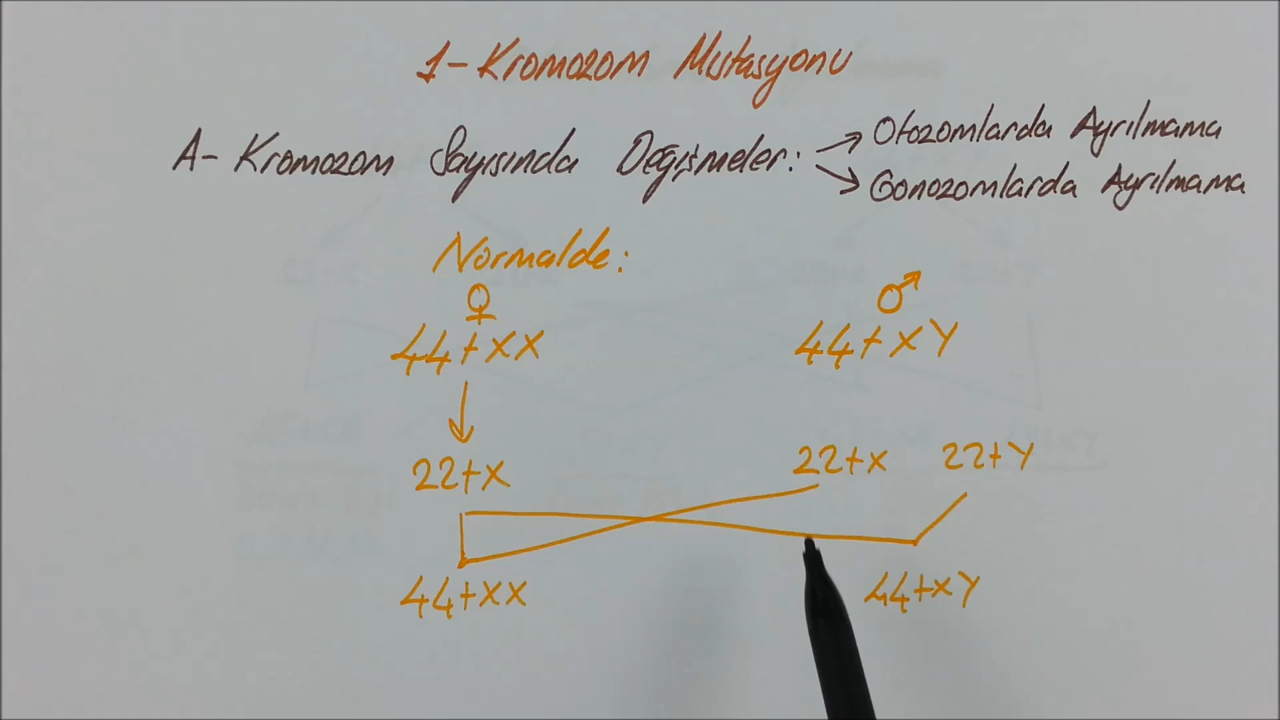 1-Kromozom Mutasyonu
A- Kromozom Sayısında Değişmeler: → Otozomlarda Ayrılmama
→ Gonozomlarda Ayrılmama
Normalde:
♀ ♂
44+XX 44+XY
22+X 22+X 22+Y
44+XX 44+XY